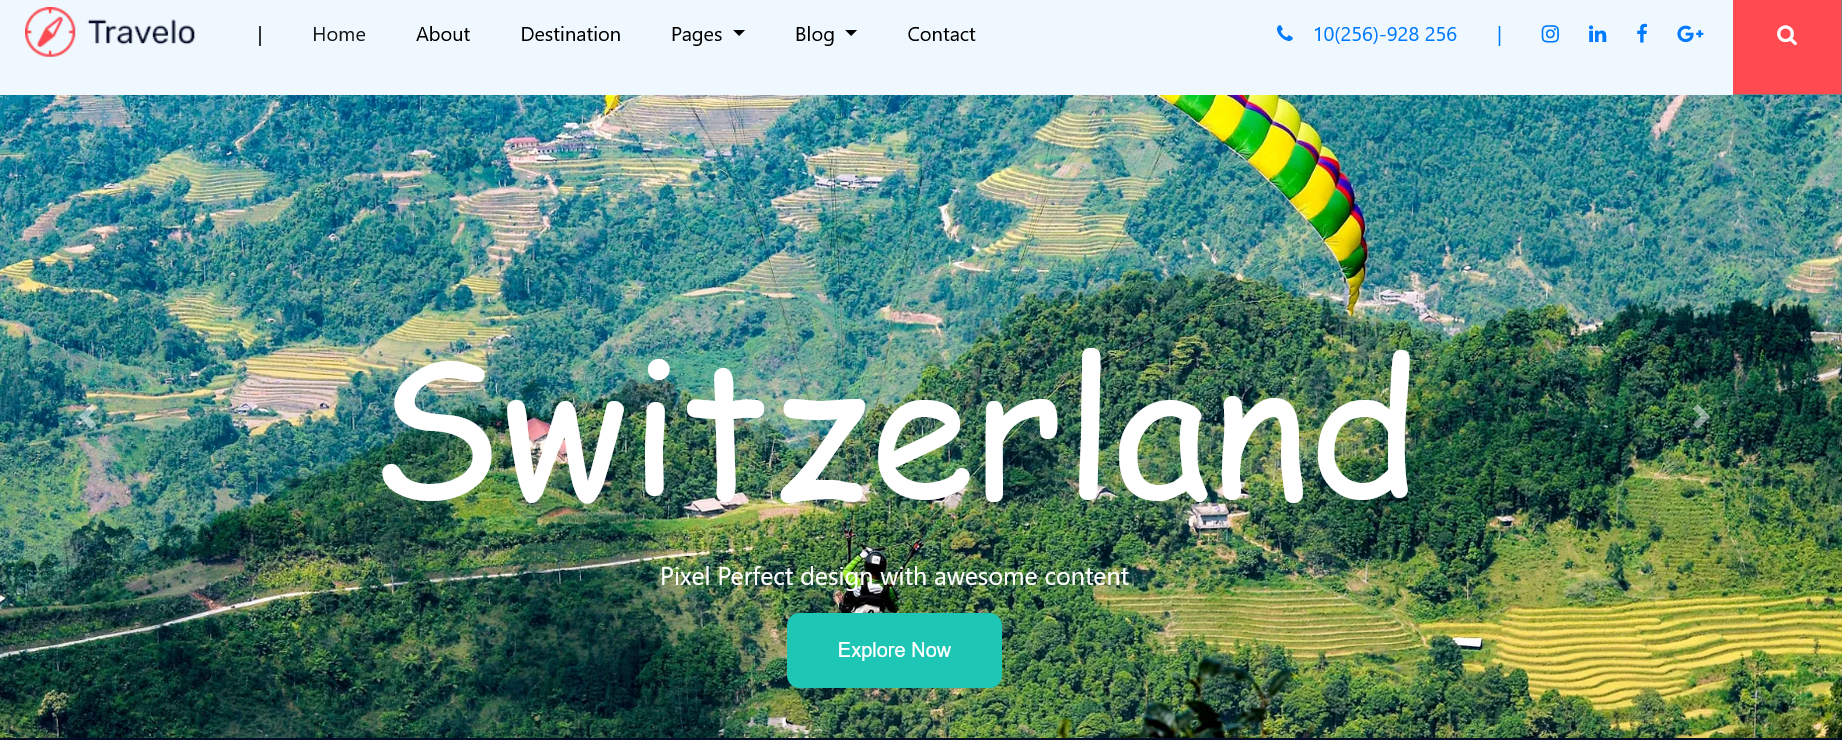 Travelo | Home About Destination Pages Blog Contact 10(256)-928 256 |
Switzerland
Pixel Perfect design with awesome content
Explore Now